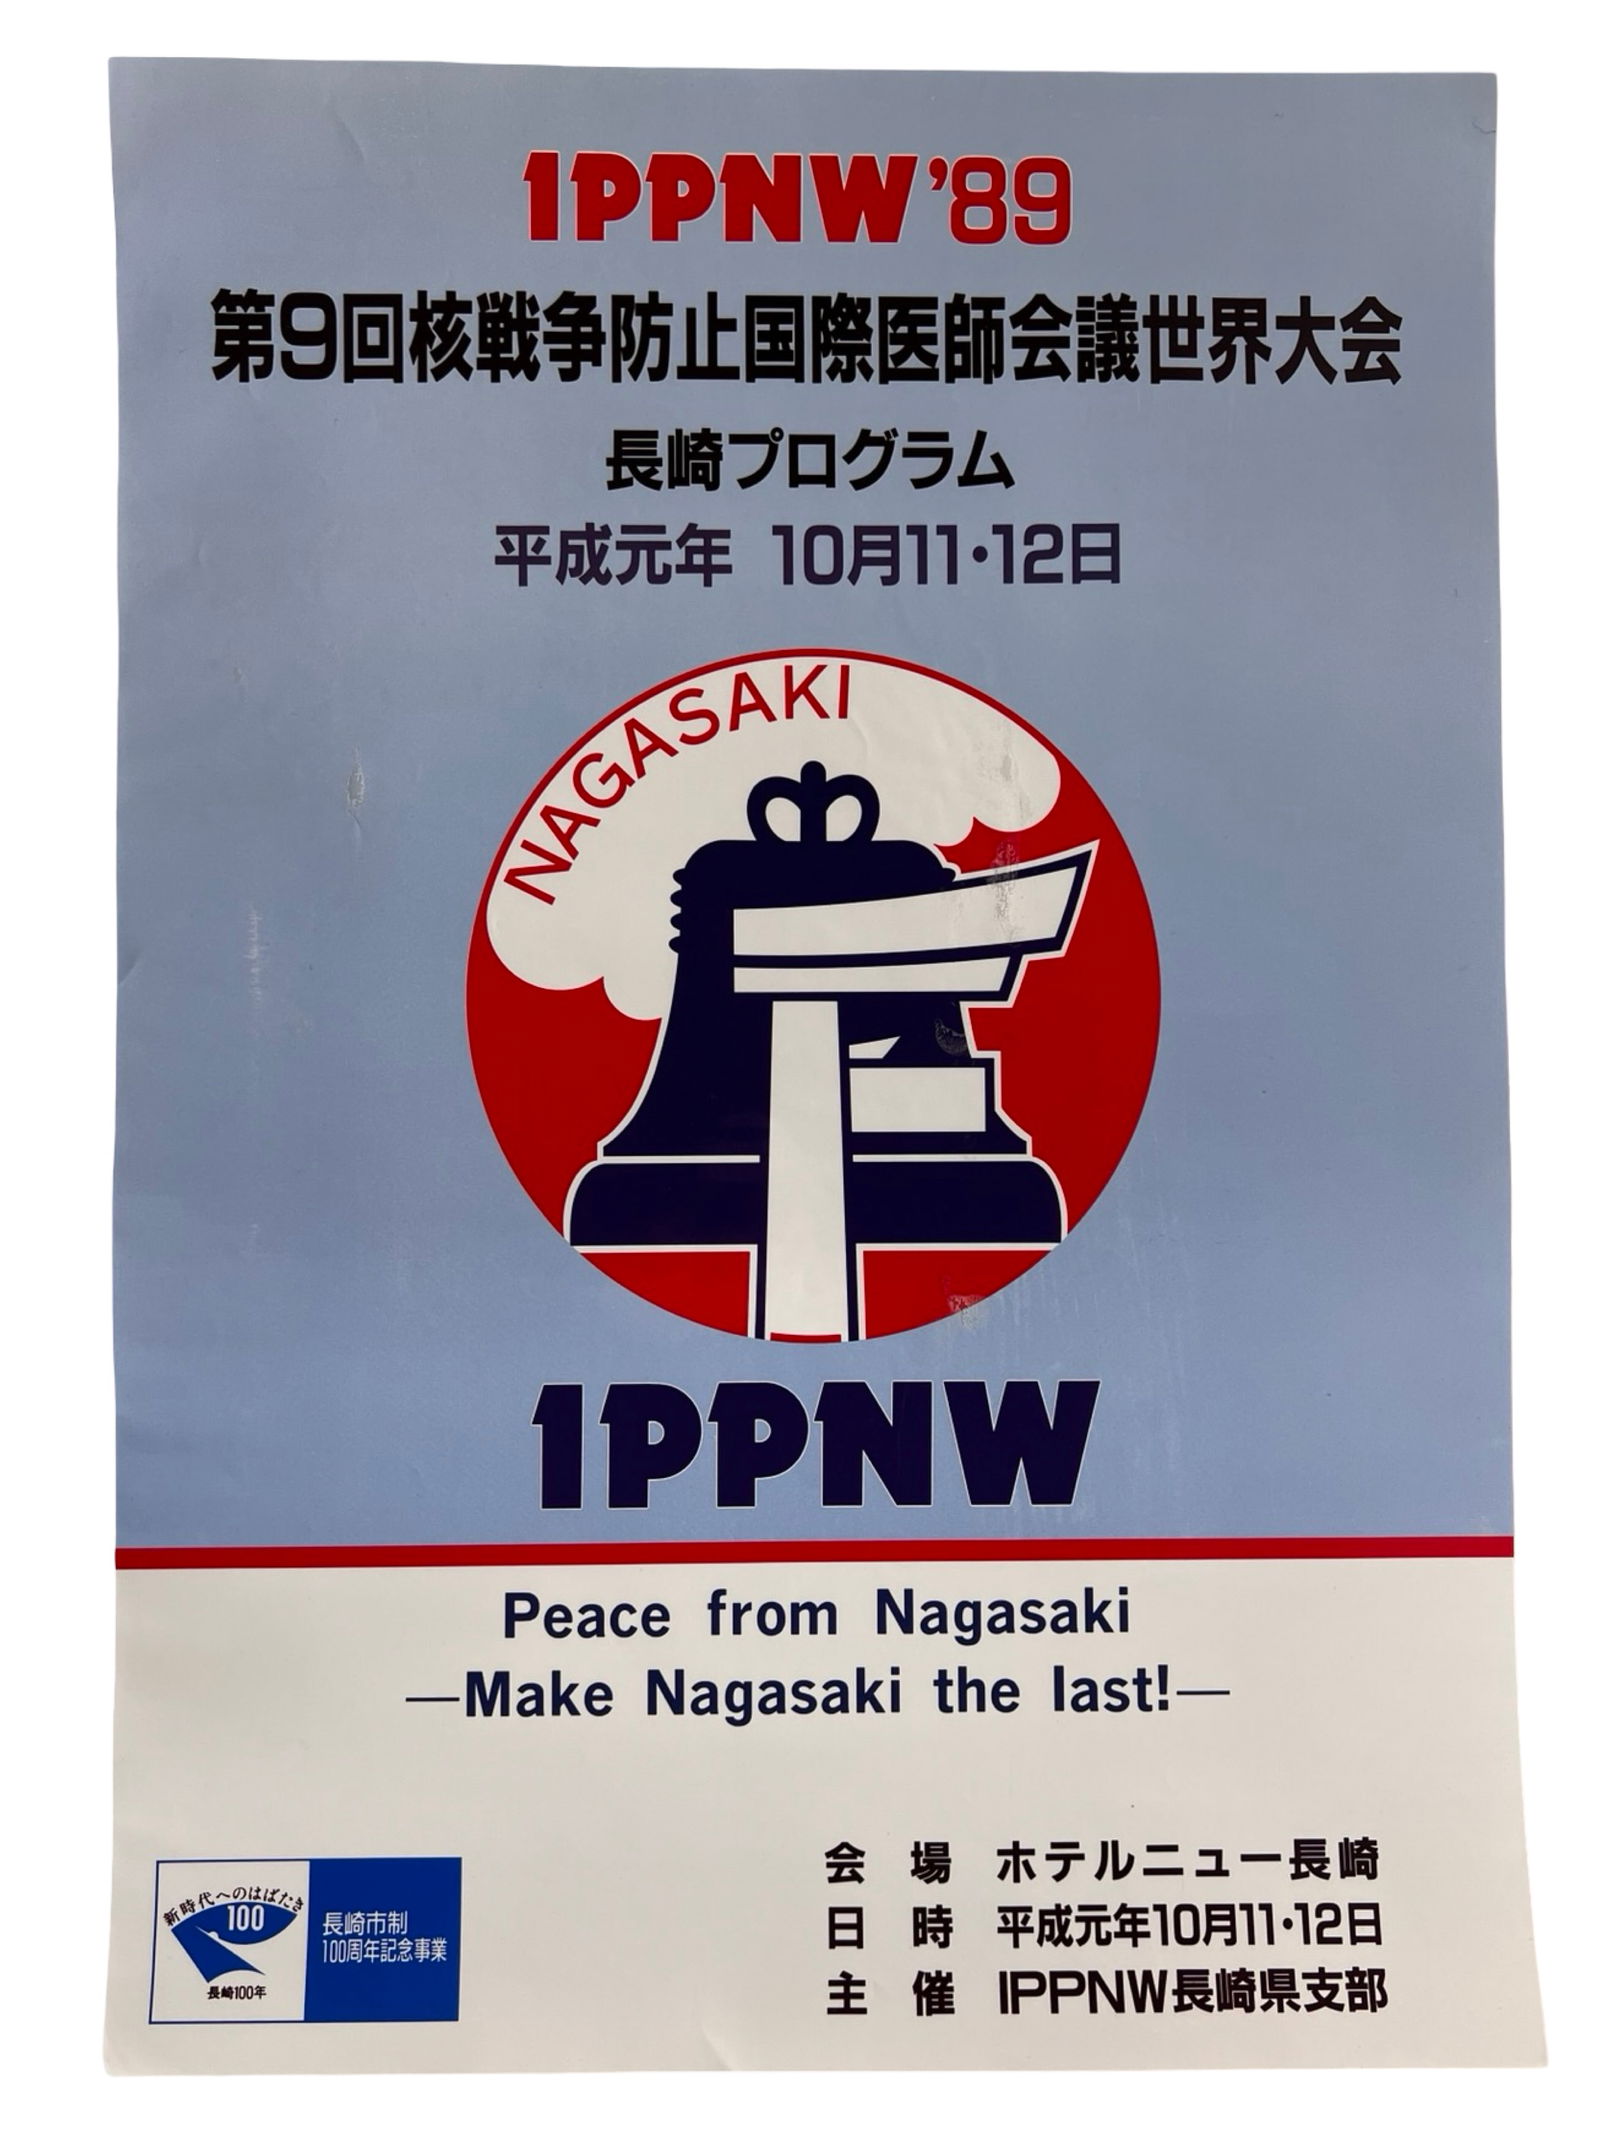 IPPNW'89
第9回核戦争防止国際医師会議世界大会
長崎プログラム
平成元年 10月11・12日
NAGASAKI
IPPNW
Peace from Nagasaki
—Make Nagasaki the last!—
会場 ホテルニュー長崎
日時 平成元年10月11・12日
主催 IPPNW長崎県支部
新時代へのはばたき
100
長崎100年
長崎市制
100周年記念事業